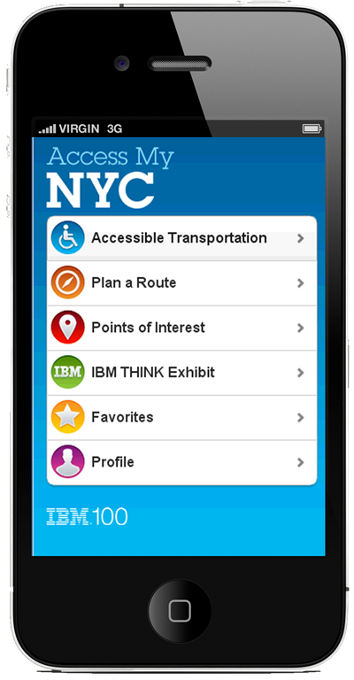 VIRGIN 3G
Access My
NYC
Accessible Transportation
Plan a Route
Points of Interest
IBM IBM THINK Exhibit
Favorites
Profile
IBM 100